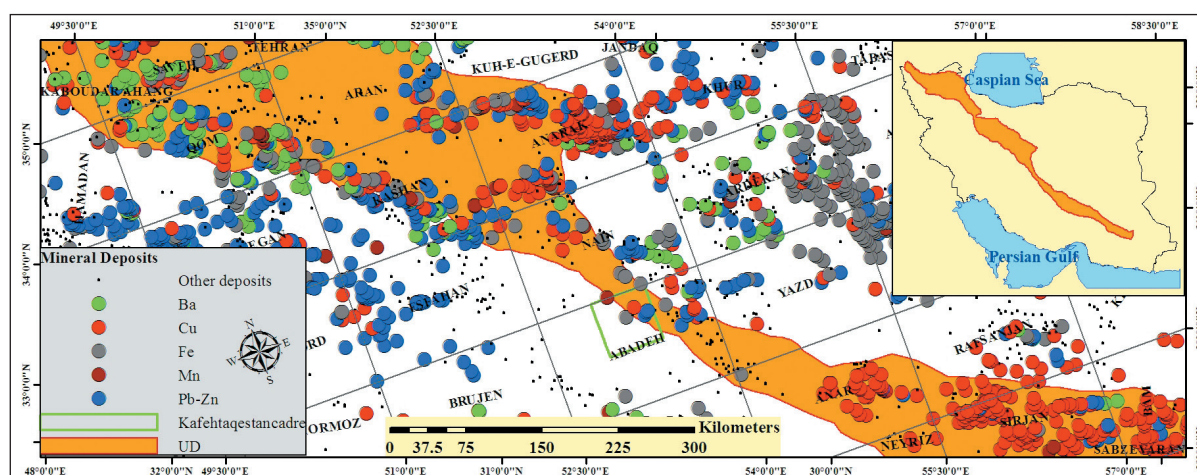 49°30'0"E 51°0'0"E 35°0'0"N 52°30'0"E 54°0'0"E 55°30'0"E 57°0'0"E 58°30'0"E
TEHRAN
SAVEH
KABOUDARAHANG
QOM
ARAN
KUH-E-GUGERD
JANDAQ
KHUR
TABAS
ANARAK
KASHAN
ARDEKAN
NAIN
ESFAHAN
YAZD
ABADEH
BRUJEN
RAFSANJAN
ANAR
SIRJAN
BAM
NEYRIZ
SABZEVARAN
35°0'0"N
34°0'0"N
33°0'0"N
Caspian Sea
Persian Gulf
Mineral Deposits
Other deposits
Ba
Cu
Fe
Mn
Pb-Zn
Kafehtaqestancadre
UD
N
W E
S
Kilometers
0 37.5 75 150 225 300
48°0'0"E 32°0'0"N 49°30'0"E 51°0'0"E 31°0'0"N 52°30'0"E 54°0'0"E 30°0'0"N 55°30'0"E 57°0'0"E